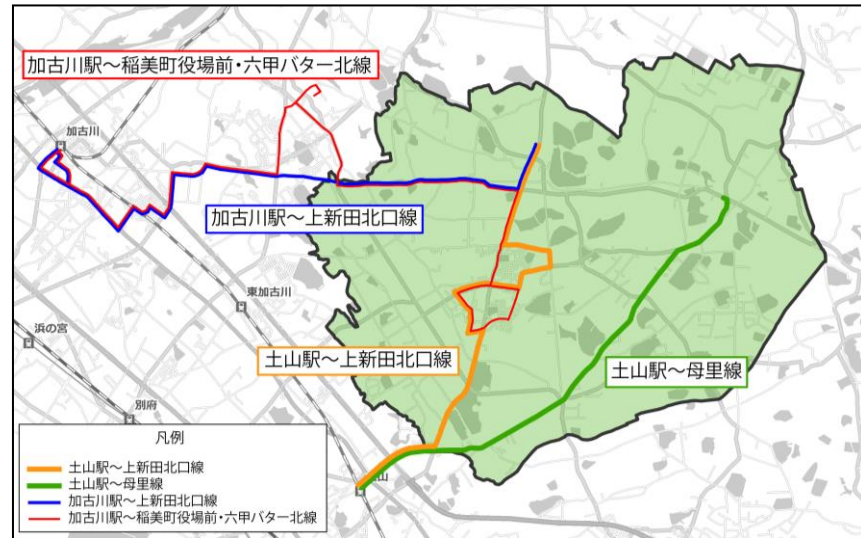 加古川駅～稲美町役場前・六甲バター北線
加古川
加古川駅～上新田北口線
東加古川
浜の宮
土山駅～上新田北口線
土山駅～母里線
別府
凡例
土山駅～上新田北口線
土山駅～母里線
加古川駅～上新田北口線
加古川駅～稲美町役場前・六甲バター北線
山